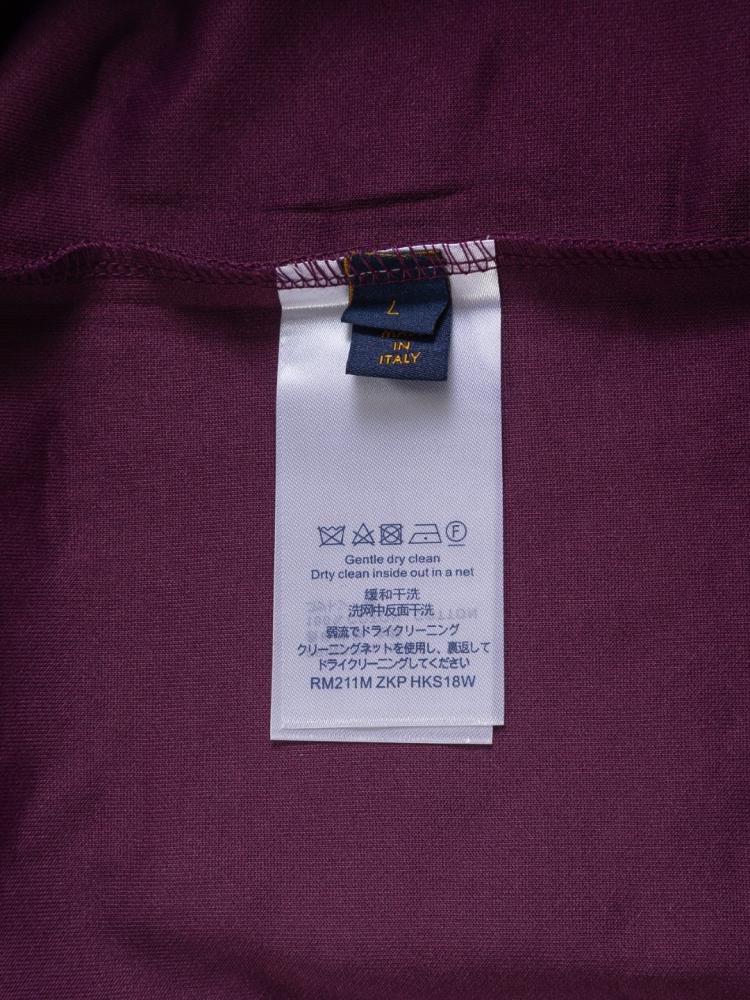 L
IN
ITALY
Gentle dry clean
Drty clean inside out in a net
缓和干洗
洗网中反面干洗
弱流でドライクリーニング
クリーニングネットを使用し、裏返して
ドライクリーニングしてください
RM211M ZKP HKS18W